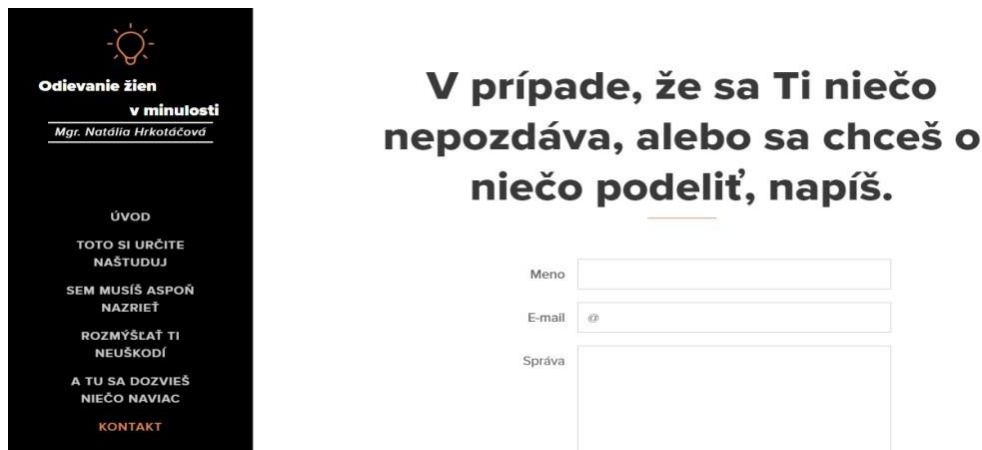 Odievanie žien
v minulosti
Mgr. Natália Hrkotáčová
ÚVOD
TOTO SI URČITE
NAŠTUDUJ
SEM MUSÍŠ ASPOŇ
NAZRIEŤ
ROZMÝŠĽAŤ TI
NEUŠKODÍ
A TU SA DOZVIEŠ
NIEČO NAVIAC
KONTAKT
V prípade, že sa Ti niečo
nepozdáva, alebo sa chceš o
niečo podeliť, napíš.
Meno
E-mail @
Správa